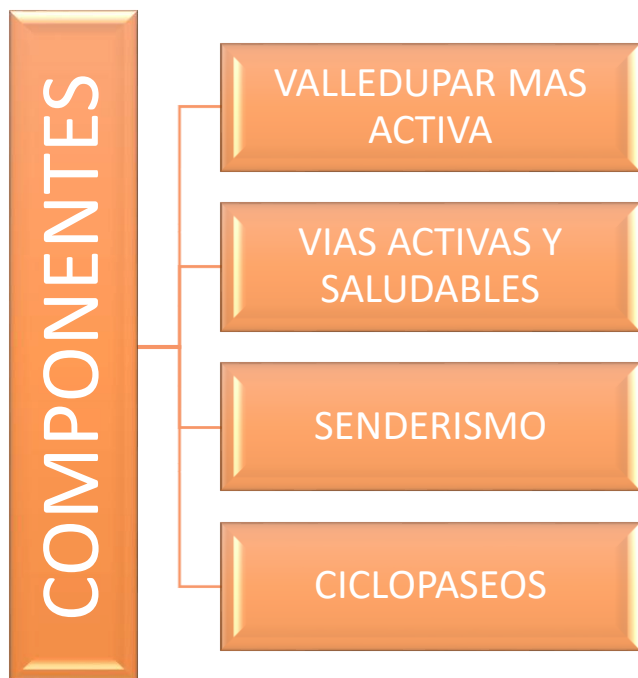 COMPONENTES
VALLEDUPAR MAS
ACTIVA
VIAS ACTIVAS Y
SALUDABLES
SENDERISMO
CICLOPASEOS